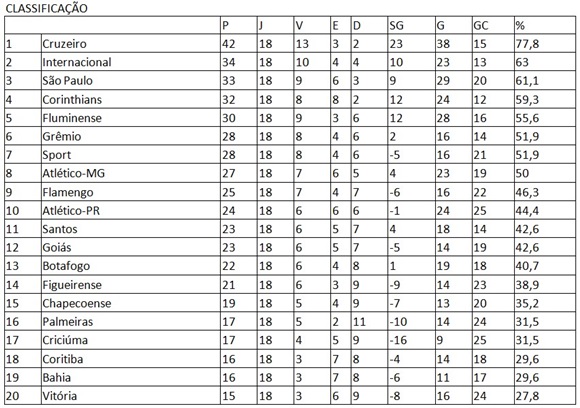 CLASSIFICAÇÃO
P J V E D SG G GC %
1 Cruzeiro 42 18 13 3 2 23 38 15 77,8
2 Internacional 34 18 10 4 4 10 23 13 63
3 São Paulo 33 18 9 6 3 9 29 20 61,1
4 Corinthians 32 18 8 8 2 12 24 12 59,3
5 Fluminense 30 18 9 3 6 12 28 16 55,6
6 Grêmio 28 18 8 4 6 2 16 14 51,9
7 Sport 28 18 8 4 6 -5 16 21 51,9
8 Atlético-MG 27 18 7 6 5 4 23 19 50
9 Flamengo 25 18 7 4 7 -6 16 22 46,3
10 Atlético-PR 24 18 6 6 6 -1 24 25 44,4
11 Santos 23 18 6 5 7 4 18 14 42,6
12 Goiás 23 18 6 5 7 -5 14 19 42,6
13 Botafogo 22 18 6 4 8 1 19 18 40,7
14 Figueirense 21 18 6 3 9 -9 14 23 38,9
15 Chapecoense 19 18 5 4 9 -7 13 20 35,2
16 Palmeiras 17 18 5 2 11 -10 14 24 31,5
17 Criciúma 17 18 4 5 9 -16 9 25 31,5
18 Coritiba 16 18 3 7 8 -4 14 18 29,6
19 Bahia 16 18 3 7 8 -6 11 17 29,6
20 Vitória 15 18 3 6 9 -8 16 24 27,8